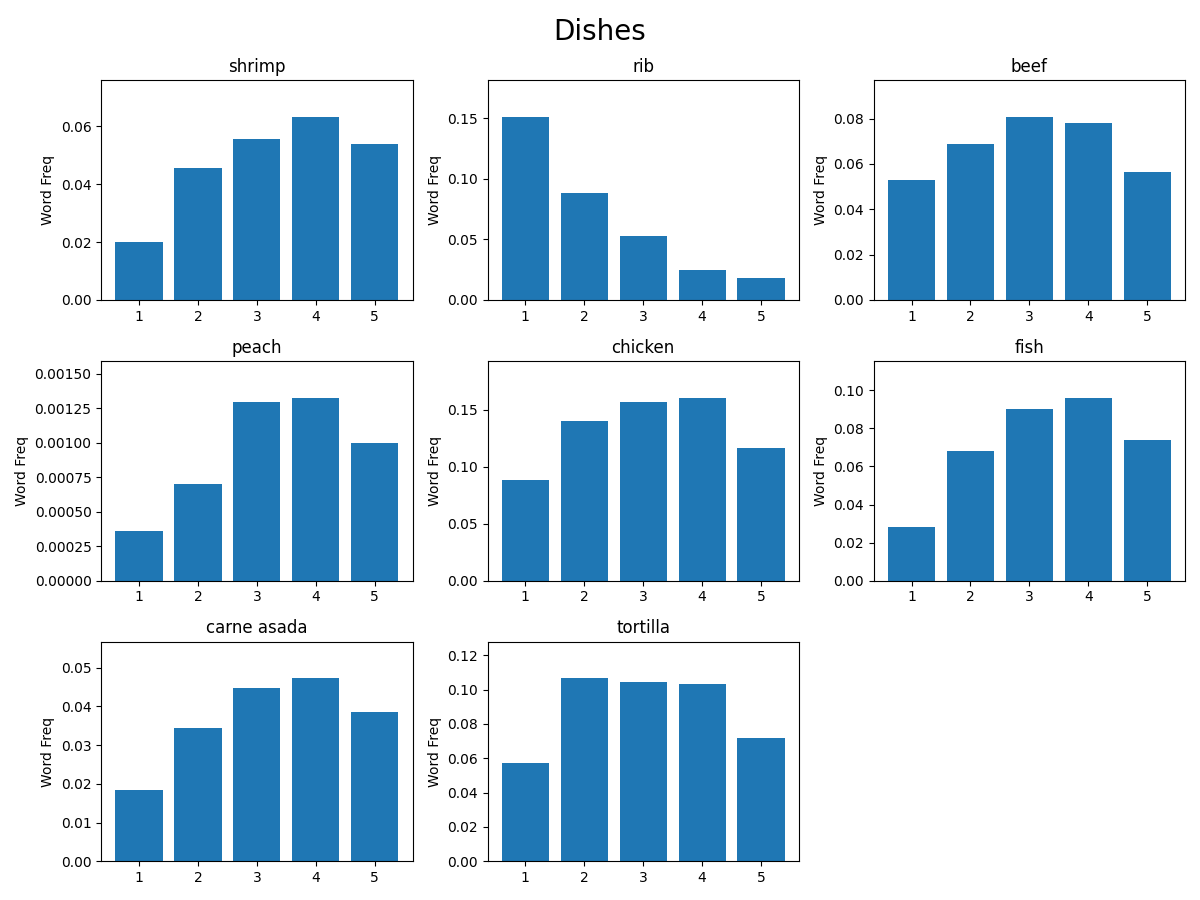 Dishes
shrimp
Word Freq
0.06
0.04
0.02
0.00
1 2 3 4 5
rib
Word Freq
0.15
0.10
0.05
0.00
1 2 3 4 5
beef
Word Freq
0.08
0.06
0.04
0.02
0.00
1 2 3 4 5
peach
Word Freq
0.00150
0.00125
0.00100
0.00075
0.00050
0.00025
0.00000
1 2 3 4 5
chicken
Word Freq
0.15
0.10
0.05
0.00
1 2 3 4 5
fish
Word Freq
0.10
0.08
0.06
0.04
0.02
0.00
1 2 3 4 5
carne asada
Word Freq
0.05
0.04
0.03
0.02
0.01
0.00
1 2 3 4 5
tortilla
Word Freq
0.12
0.10
0.08
0.06
0.04
0.02
0.00
1 2 3 4 5